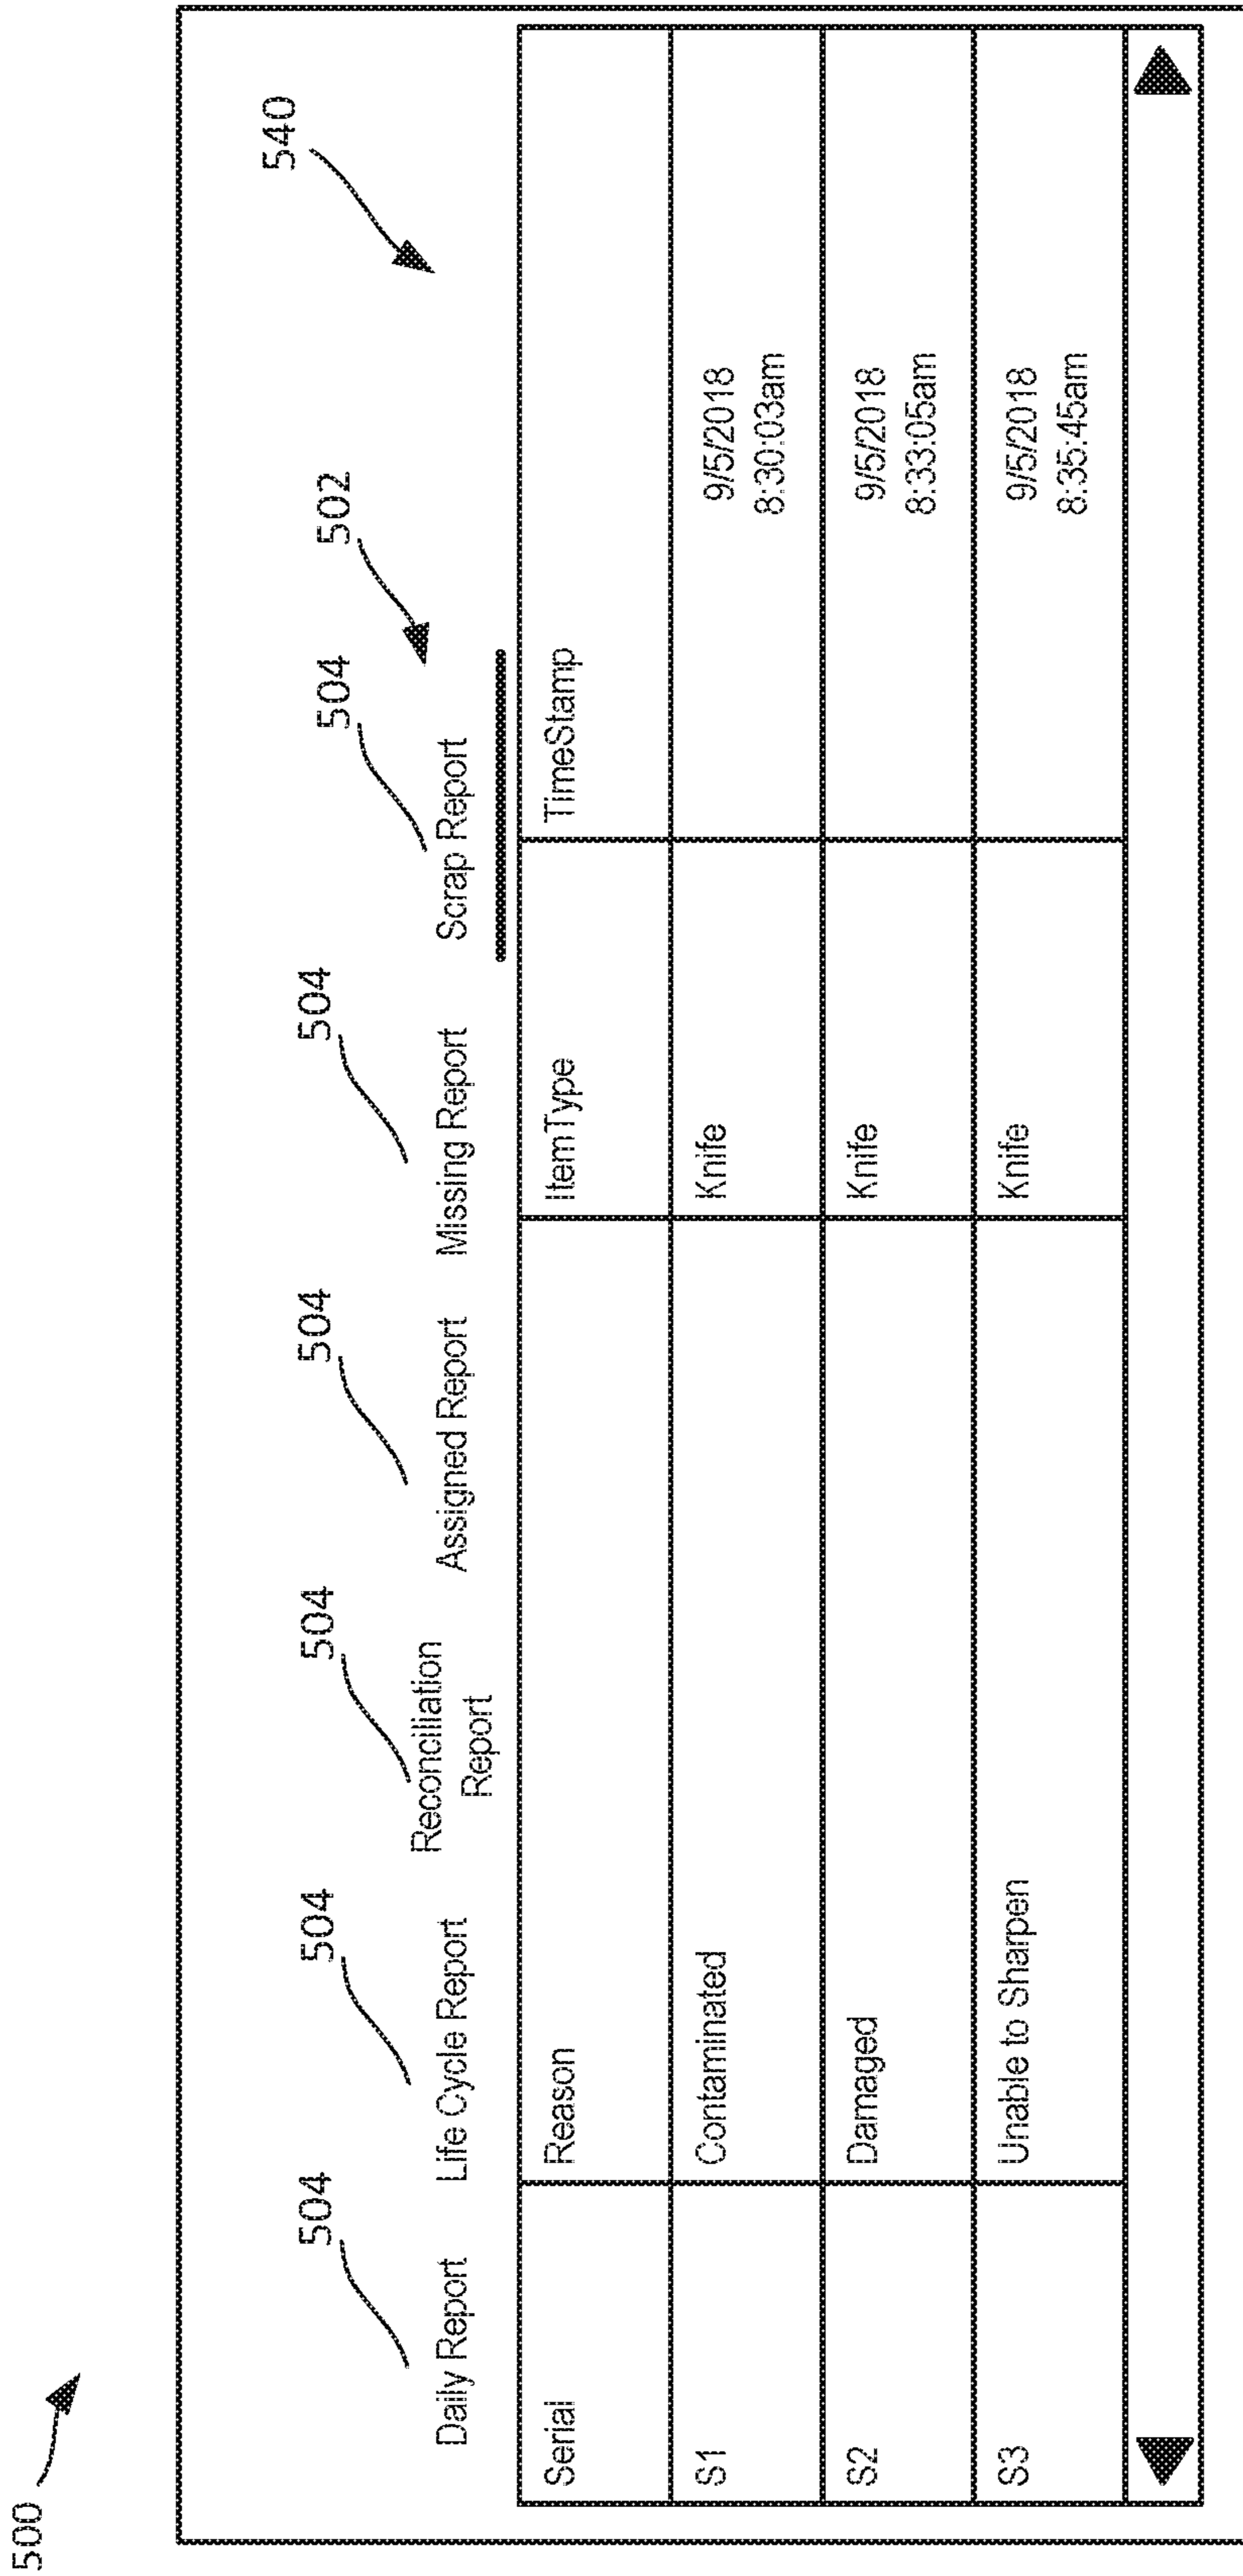 500
540
502
504 504 504 504 504 504
Daily Report Life Cycle Report Reconciliation Report Assigned Report Missing Report Scrap Report
Serial Reason ItemType TimeStamp
S1 Contaminated Knife 9/5/2018
8:30:03am
S2 Damaged Knife 9/5/2018
8:33:05am
S3 Unable to Sharpen Knife 9/5/2018
8:35:45am